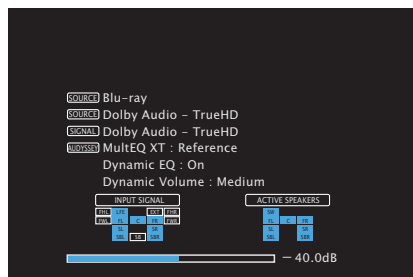 SOURCE Blu-ray
SOURCE Dolby Audio – TrueHD
SIGNAL Dolby Audio – TrueHD
AUDYSSEY MultEQ XT : Reference
Dynamic EQ : On
Dynamic Volume : Medium
INPUT SIGNAL ACTIVE SPEAKERS
FHL LFE EXT FHR SW
FWL FL C FR FWR FL C FR
SL SR SL SR
SBL SB SBR SBL SBR
– 40.0dB